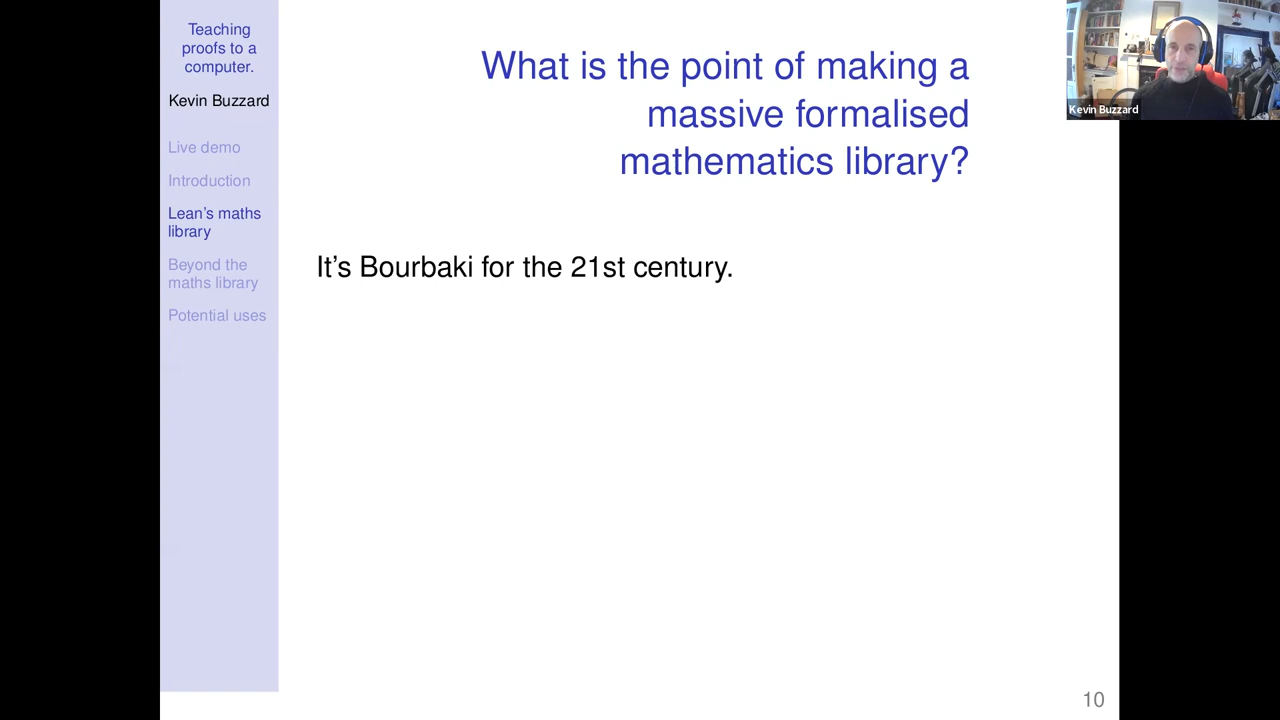 Teaching
proofs to a
computer.
Kevin Buzzard
Live demo
Introduction
Lean's maths
library
Beyond the
maths library
Potential uses
What is the point of making a
massive formalised
mathematics library?
It's Bourbaki for the 21st century.
10
Kevin Buzzard